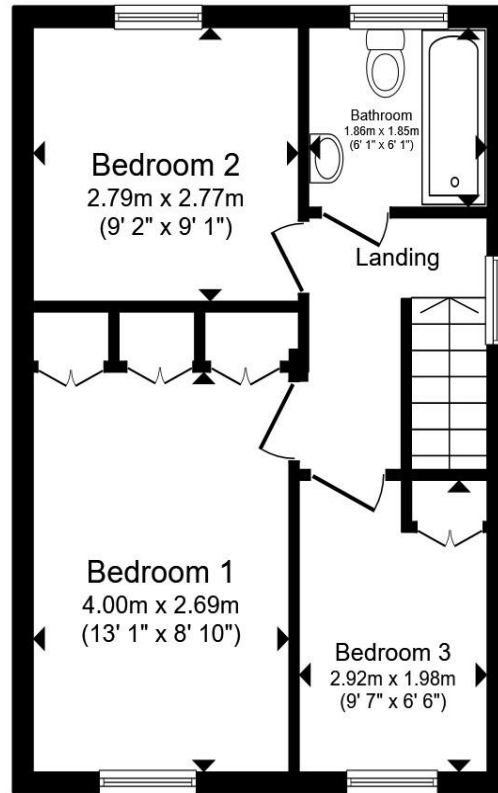 Bathroom
1.86m x 1.85m
(6' 1" x 6' 1")
Bedroom 2
2.79m x 2.77m
(9' 2" x 9' 1")
Landing
Bedroom 1
4.00m x 2.69m
(13' 1" x 8' 10")
Bedroom 3
2.92m x 1.98m
(9' 7" x 6' 6")